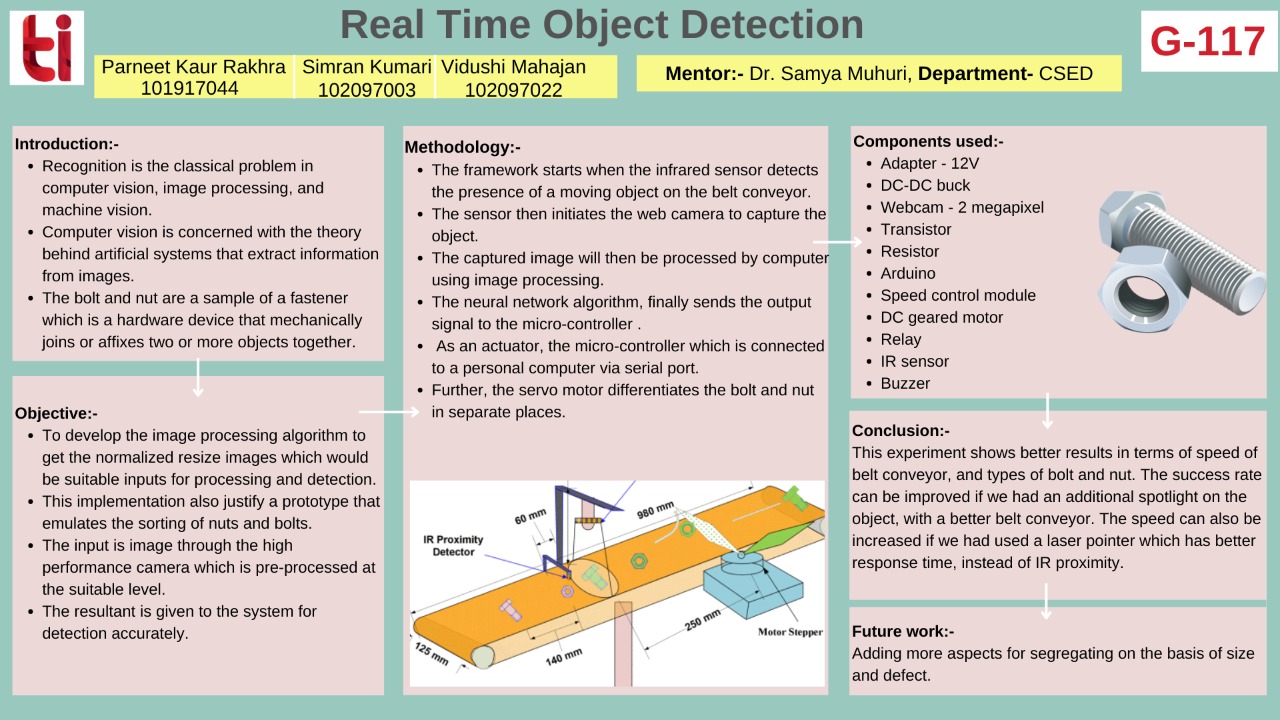 ti
Real Time Object Detection
G-117
Parneet Kaur Rakhra
101917044
Simran Kumari
102097003
Vidushi Mahajan
102097022
Mentor:- Dr. Samya Muhuri, Department- CSED
Introduction:-
• Recognition is the classical problem in
computer vision, image processing, and
machine vision.
• Computer vision is concerned with the theory
behind artificial systems that extract information
from images.
• The bolt and nut are a sample of a fastener
which is a hardware device that mechanically
joins or affixes two or more objects together.
Objective:-
• To develop the image processing algorithm to
get the normalized resize images which would
be suitable inputs for processing and detection.
• This implementation also justify a prototype that
emulates the sorting of nuts and bolts.
• The input is image through the high
performance camera which is pre-processed at
the suitable level.
• The resultant is given to the system for
detection accurately.
Methodology:-
• The framework starts when the infrared sensor detects
the presence of a moving object on the belt conveyor.
• The sensor then initiates the web camera to capture the
object.
• The captured image will then be processed by computer
using image processing.
• The neural network algorithm, finally sends the output
signal to the micro-controller .
• As an actuator, the micro-controller which is connected
to a personal computer via serial port.
• Further, the servo motor differentiates the bolt and nut
in separate places.
60 mm
980 mm
IR Proximity
Detector
125 mm
140 mm
250 mm
Motor Stepper
Components used:-
• Adapter - 12V
• DC-DC buck
• Webcam - 2 megapixel
• Transistor
• Resistor
• Arduino
• Speed control module
• DC geared motor
• Relay
• IR sensor
• Buzzer
Conclusion:-
This experiment shows better results in terms of speed of
belt conveyor, and types of bolt and nut. The success rate
can be improved if we had an additional spotlight on the
object, with a better belt conveyor. The speed can also be
increased if we had used a laser pointer which has better
response time, instead of IR proximity.
Future work:-
Adding more aspects for segregating on the basis of size
and defect.